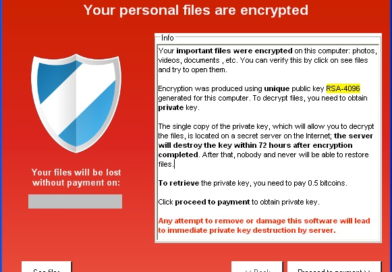 Your personal files are encrypted
Info
Your important files were encrypted on this computer: photos,
videos, documents , etc. You can verify this by click on see files
and try to open them.
Encryption was produced using unique public key RSA-4096
generated for this computer. To decrypt files, you need to obtain
private key.
The single copy of the private key, which will allow you to decrypt
the files, is located on a secret server on the Internet; the server
will destroy the key within 72 hours after encryption
completed. After that, nobody and never will be able to restore
files.
To retrieve the private key, you need to pay 0.5 bitcoins.
Click proceed to payment to obtain private key.
Any attempt to remove or damage this software will lead
to immediate private key destruction by server.
Your files will be lost
without payment on:
See files
<< Back
Proceed to payment >>